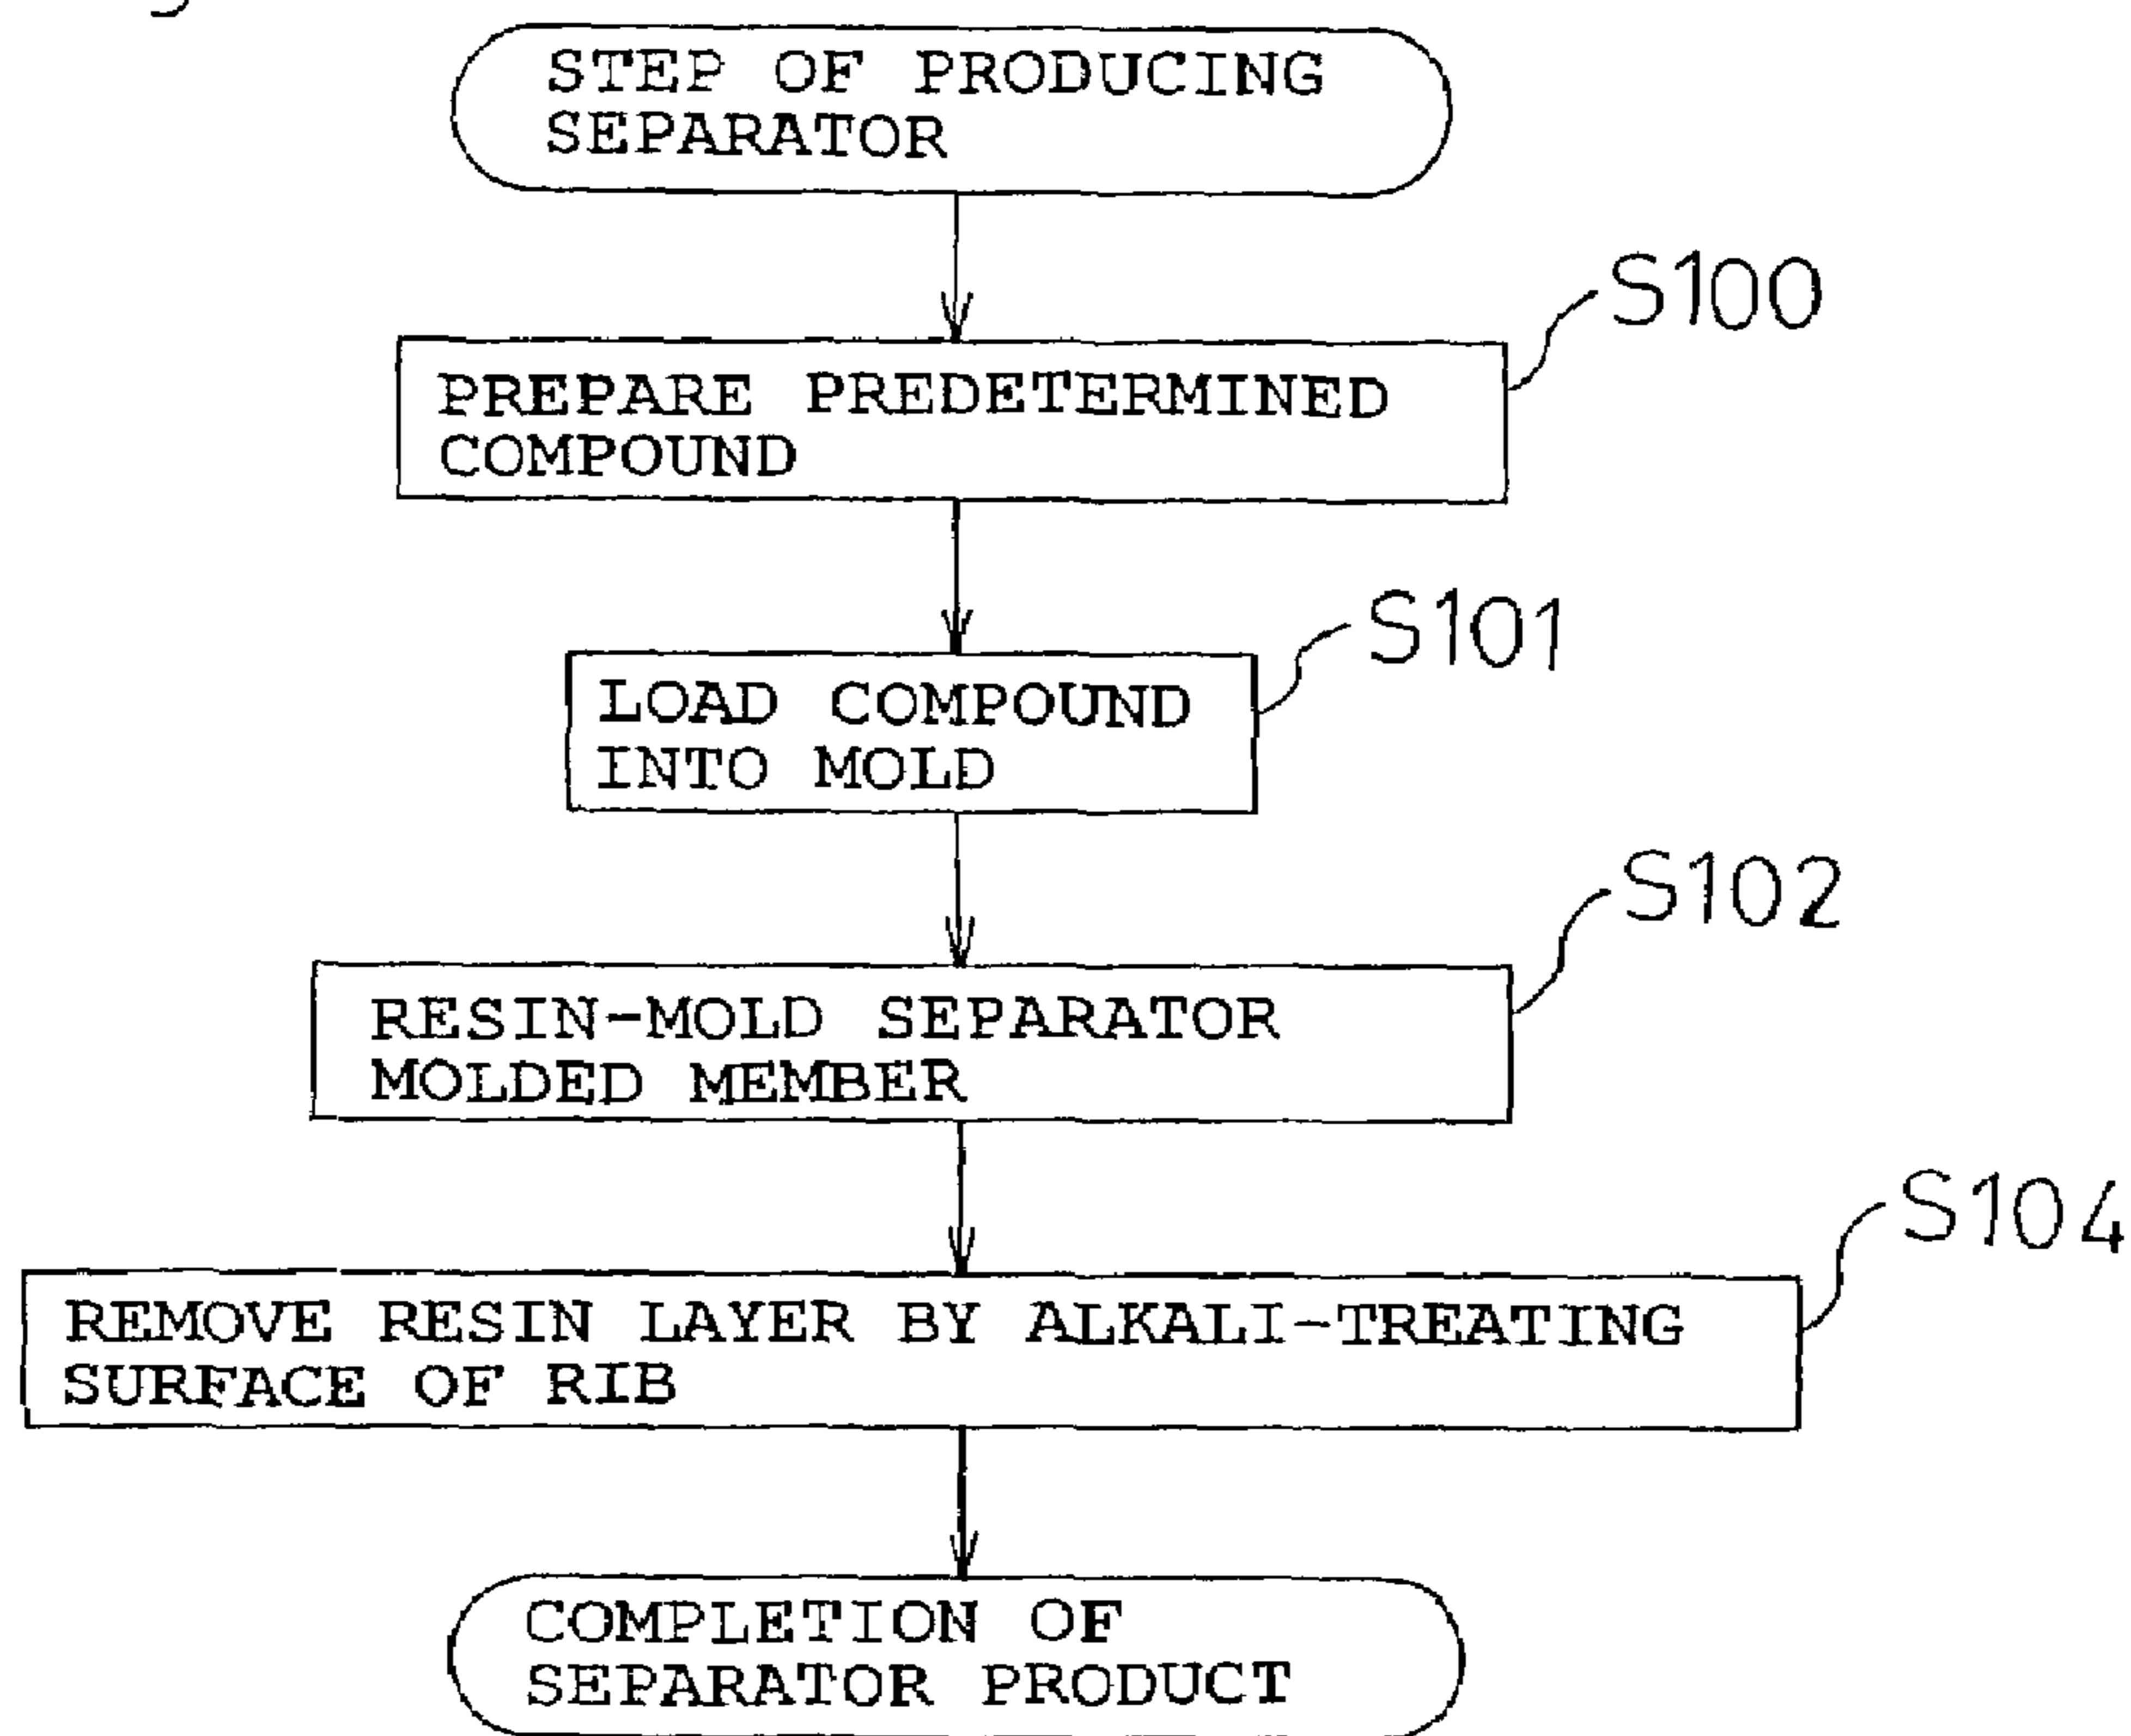 STEP OF PRODUCING
SEPARATOR
S100
PREPARE PREDETERMINED
COMPOUND
S101
LOAD COMPOUND
INTO MOLD
S102
RESIN-MOLD SEPARATOR
MOLDED MEMBER
S104
REMOVE RESIN LAYER BY ALKALI-TREATING
SURFACE OF RIB
COMPLETION OF
SEPARATOR PRODUCT